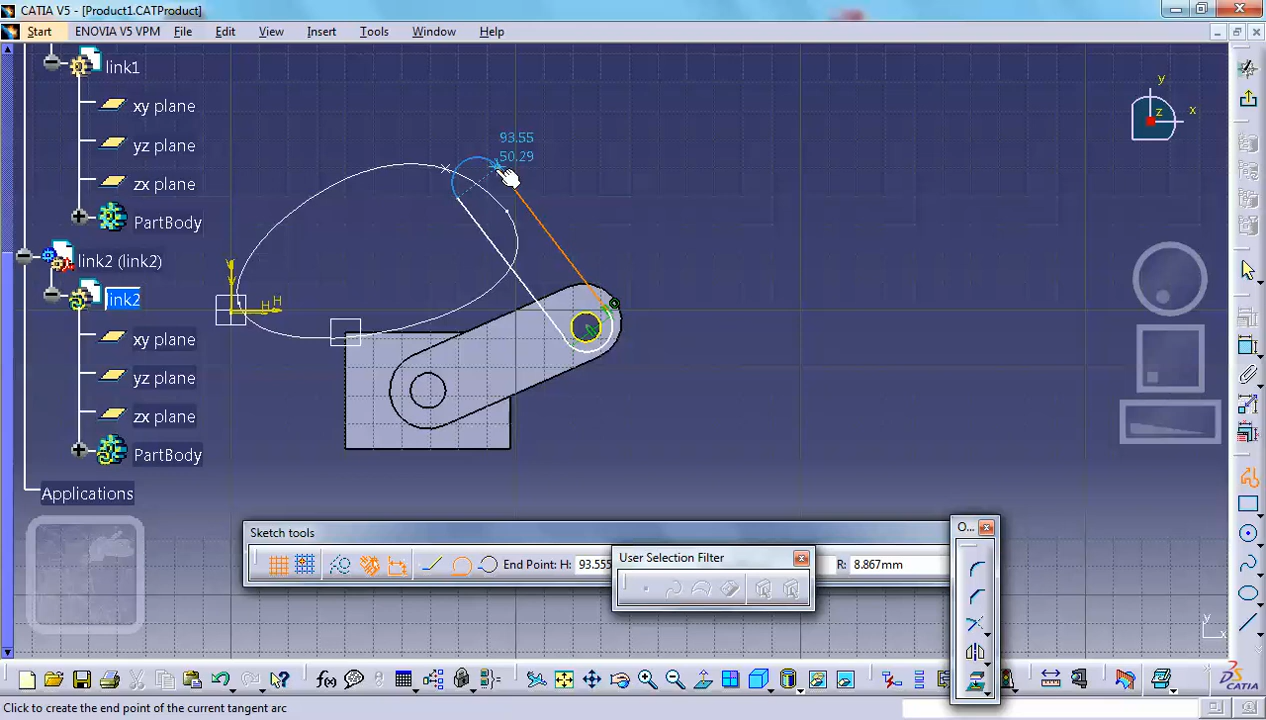 CATIA V5 - [Product1.CATProduct]
Start ENOVIA V5 VPM File Edit View Insert Tools Window Help
link1
xy plane
yz plane
zx plane
PartBody
link2 (link2)
link2
xy plane
yz plane
zx plane
PartBody
Applications
93.55
50.29
V
H H
y
x
z
Sketch tools
End Point: H: 93.555
R: 8.867mm
User Selection Filter
O...
f(x)
y
x
CATIA
Click to create the end point of the current tangent arc